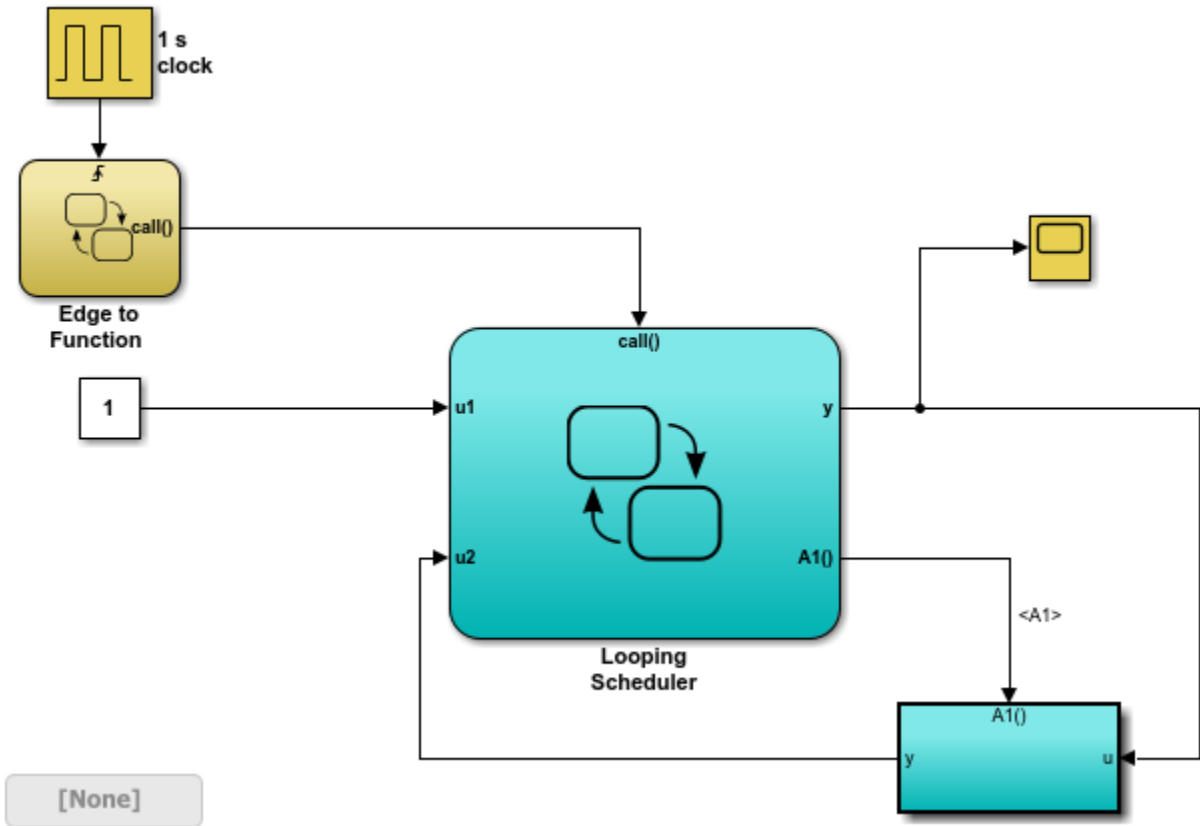 1 s
clock
call()
Edge to
Function
call()
1
u1
y
u2
A1()
<A1>
Looping
Scheduler
A1()
y
u
[None]